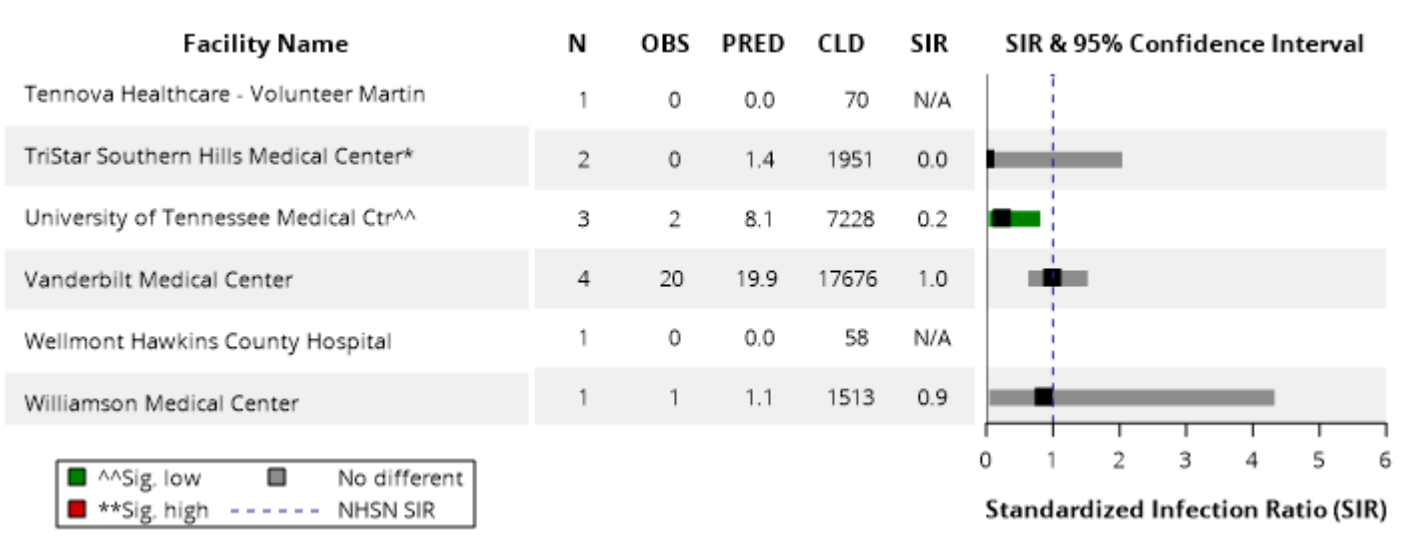 Facility Name N OBS PRED CLD SIR SIR & 95% Confidence Interval
Tennova Healthcare - Volunteer Martin 1 0 0.0 70 N/A
TriStar Southern Hills Medical Center* 2 0 1.4 1951 0.0
University of Tennessee Medical Ctr^^ 3 2 8.1 7228 0.2
Vanderbilt Medical Center 4 20 19.9 17676 1.0
Wellmont Hawkins County Hospital 1 0 0.0 58 N/A
Williamson Medical Center 1 1 1.1 1513 0.9
0 1 2 3 4 5 6
Standardized Infection Ratio (SIR)
^^Sig. low No different
**Sig. high NHSN SIR